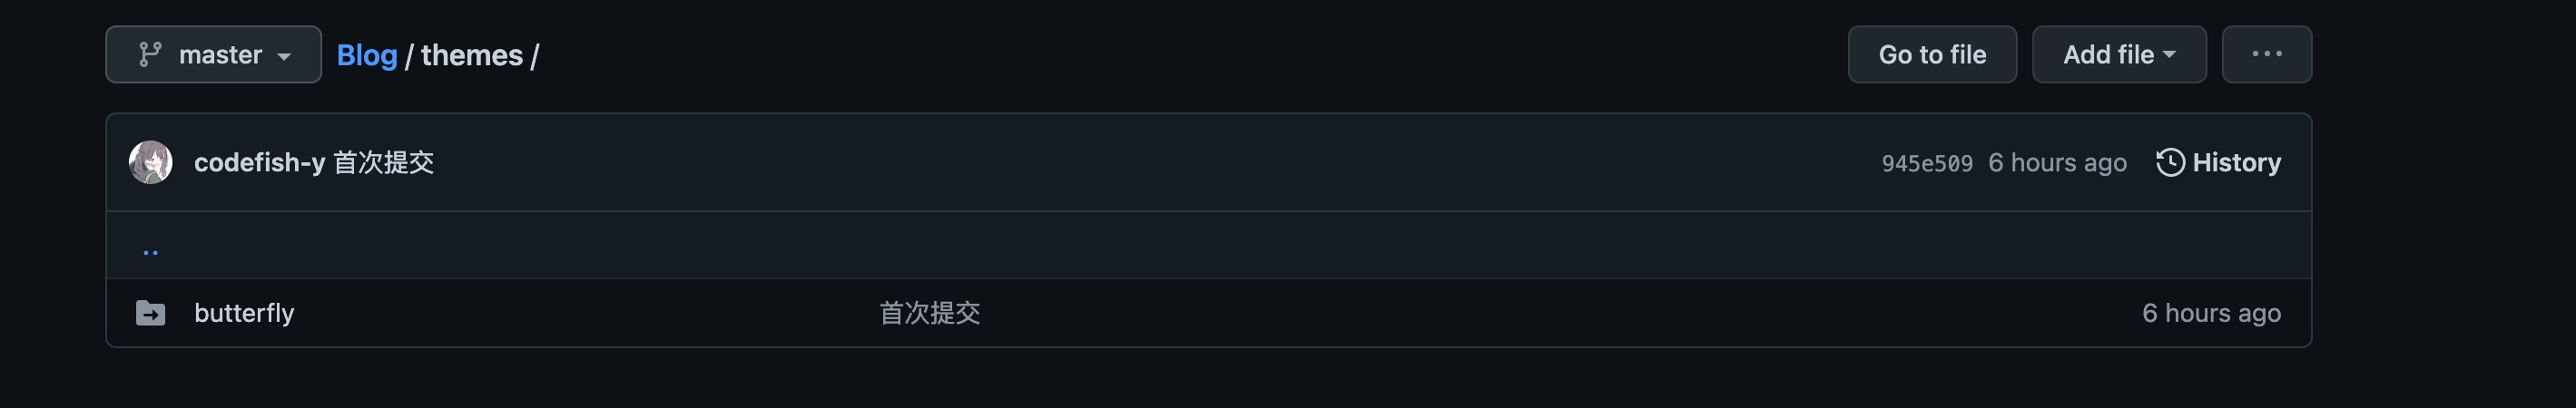 master Blog / themes / Go to file Add file ...
codefish-y 首次提交 945e509 6 hours ago History
..
butterfly 首次提交 6 hours ago